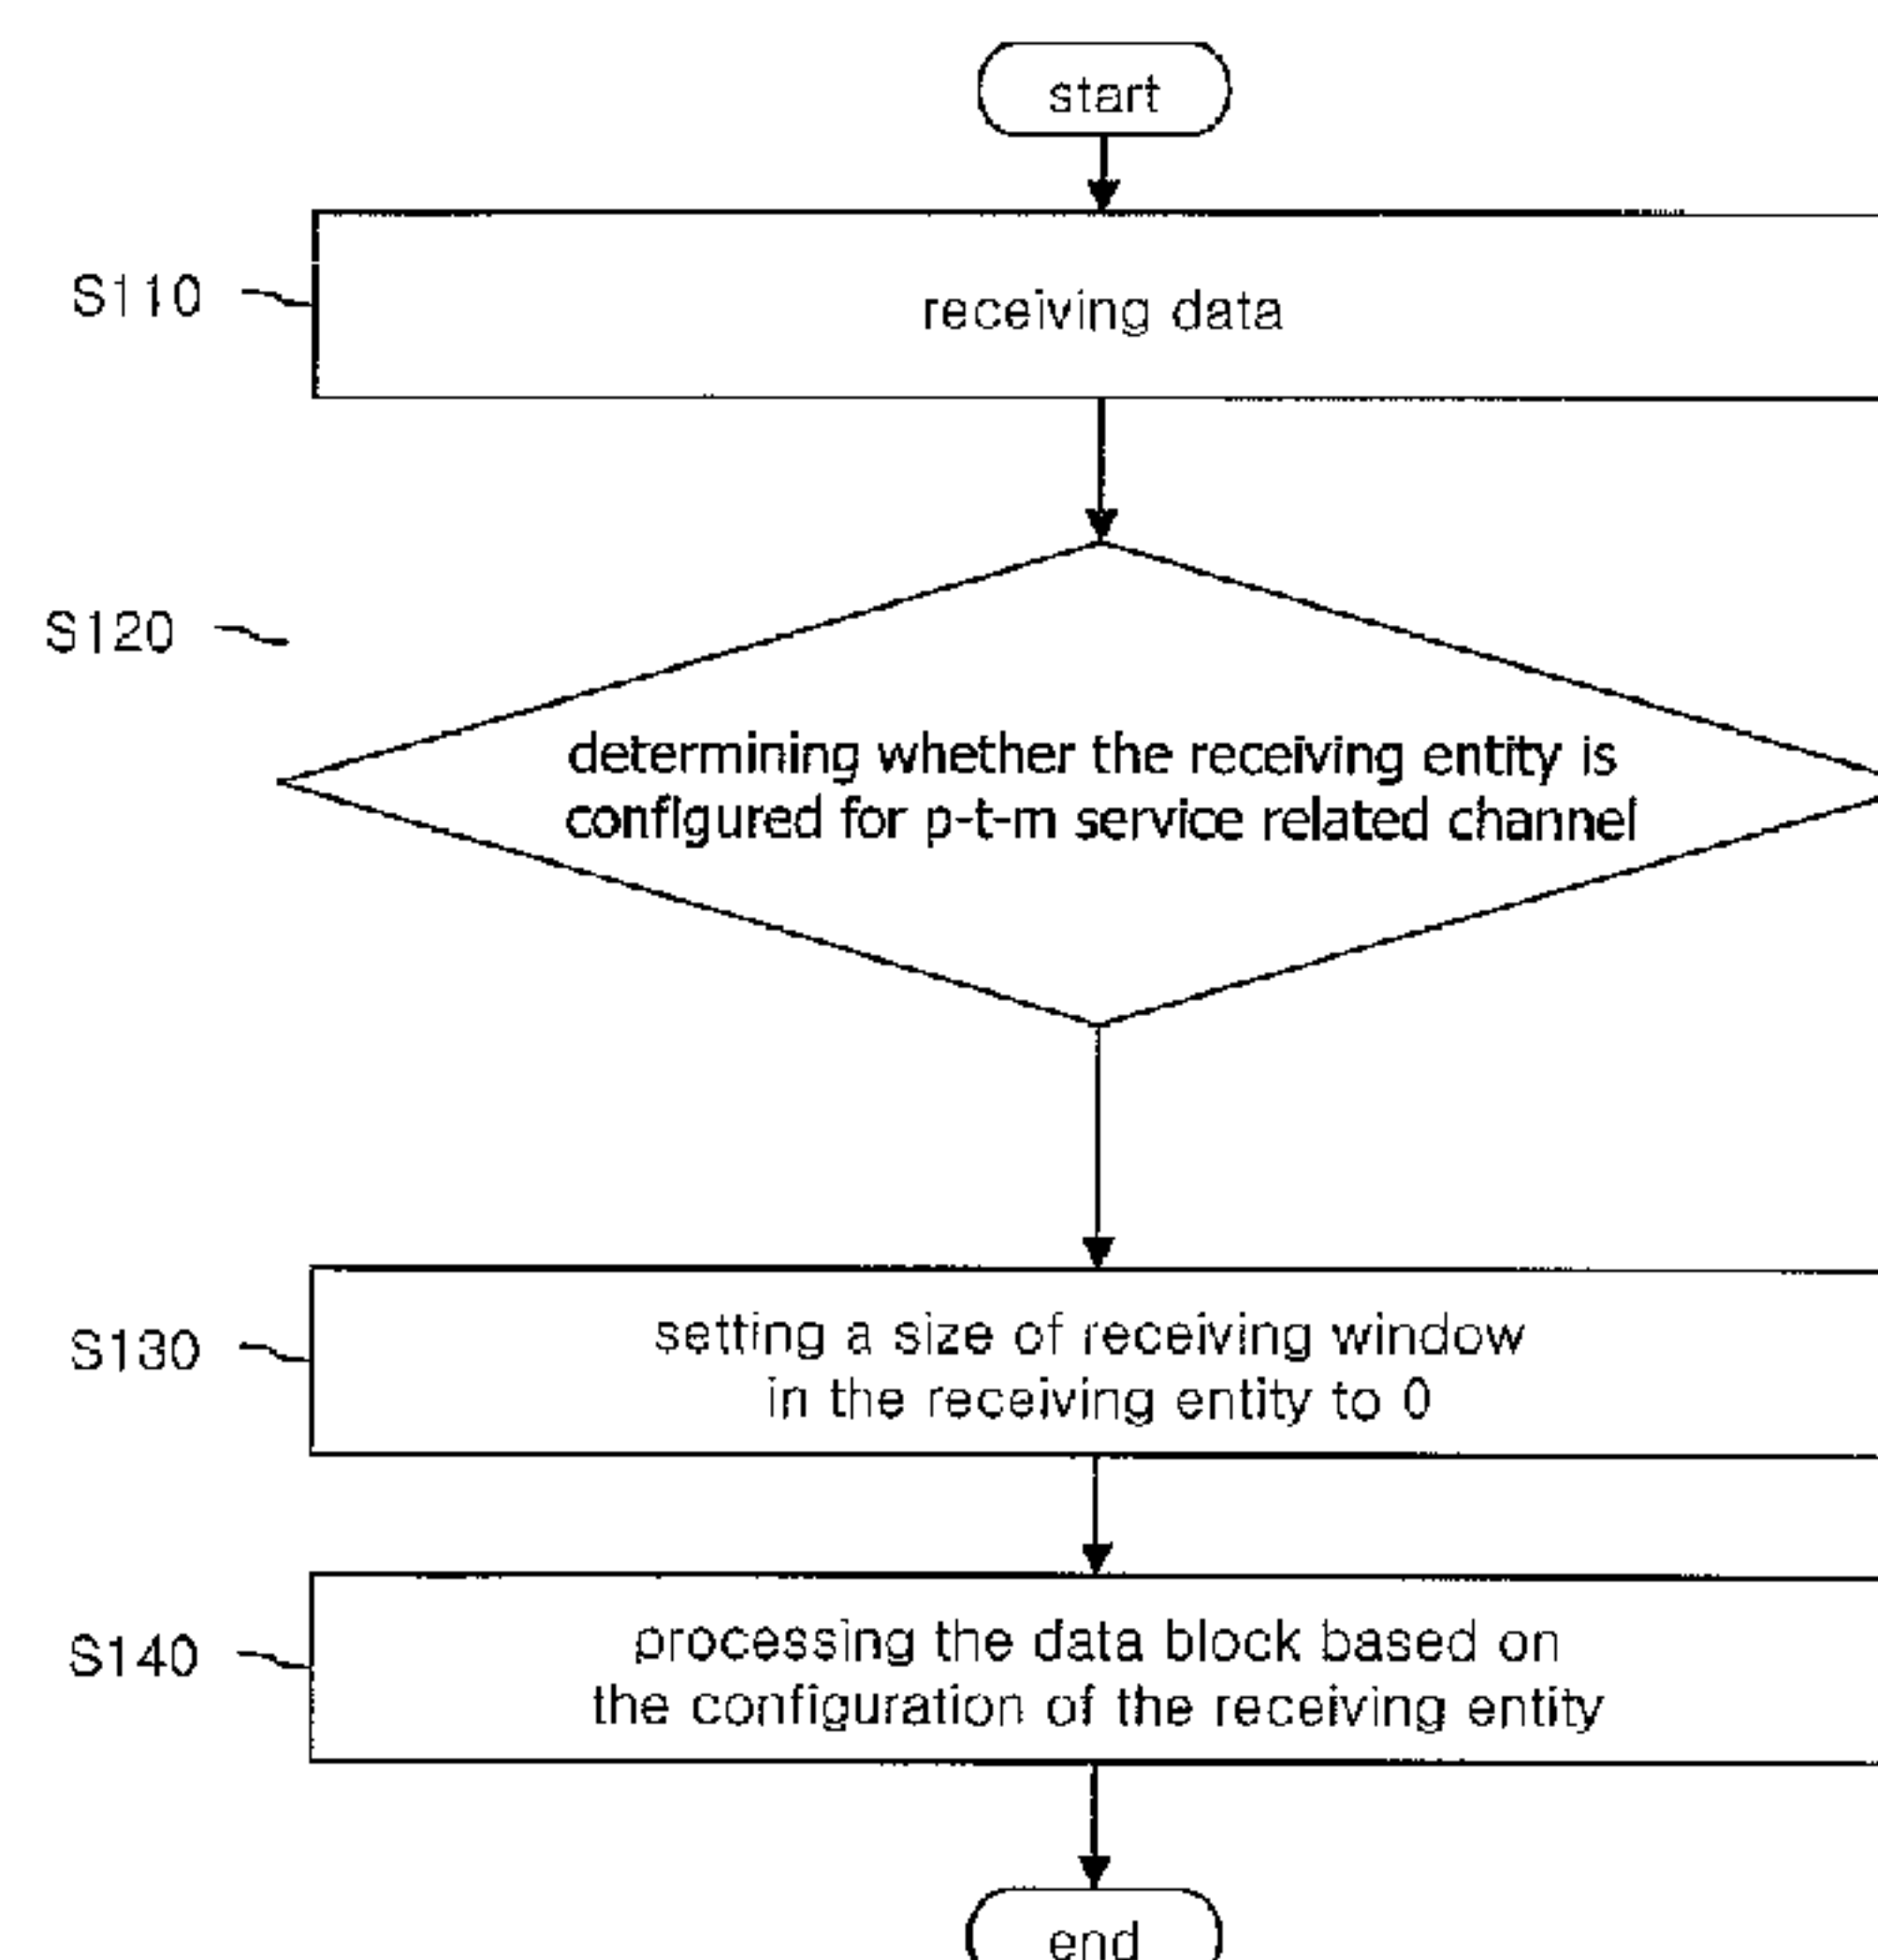 start
S110
receiving data
S120
determining whether the receiving entity is
configured for p-t-m service related channel
S130
setting a size of receiving window
in the receiving entity to 0
S140
processing the data block based on
the configuration of the receiving entity
end